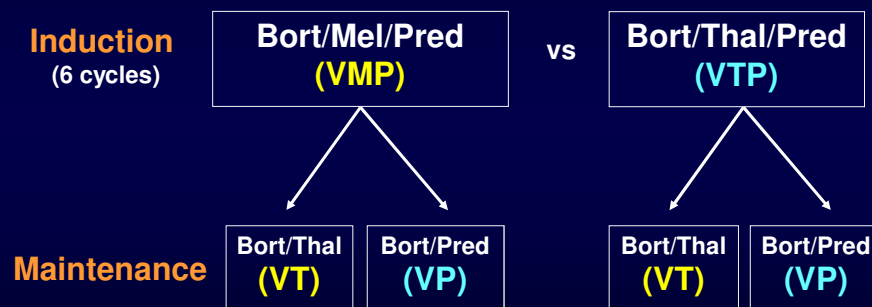 Induction
(6 cycles)
Bort/Mel/Pred
(VMP)
vs
Bort/Thal/Pred
(VTP)
Maintenance
Bort/Thal
(VT)
Bort/Pred
(VP)
Bort/Thal
(VT)
Bort/Pred
(VP)